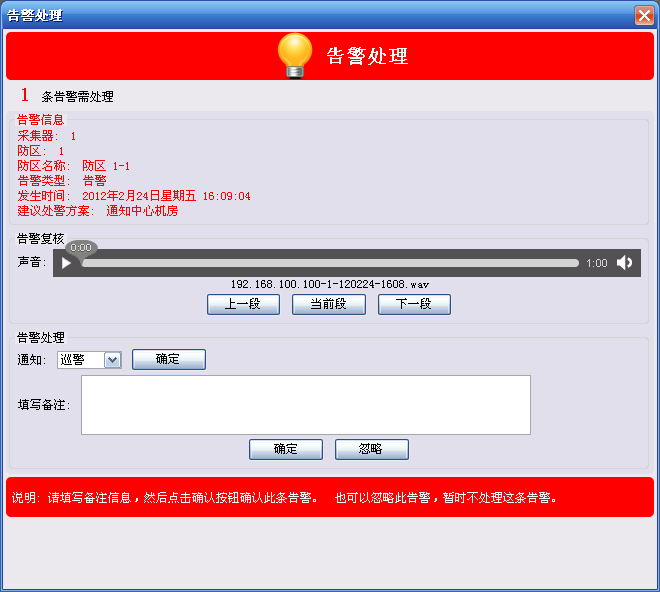 告警处理
告警处理
1 条告警需处理
告警信息
采集器: 1
防区: 1
防区名称: 防区 1-1
告警类型: 告警
发生时间: 2012年2月24日星期五 16:09:04
建议处警方案: 通知中心机房
告警复核
0:00
声音: 1:00
192.168.100.100-1-120224-1608.wav
上一段 当前段 下一段
告警处理
通知: 巡警 确定
填写备注:
确定 忽略
说明: 请填写备注信息，然后点击确认按钮确认此条告警。 也可以忽略此告警，暂时不处理这条告警。